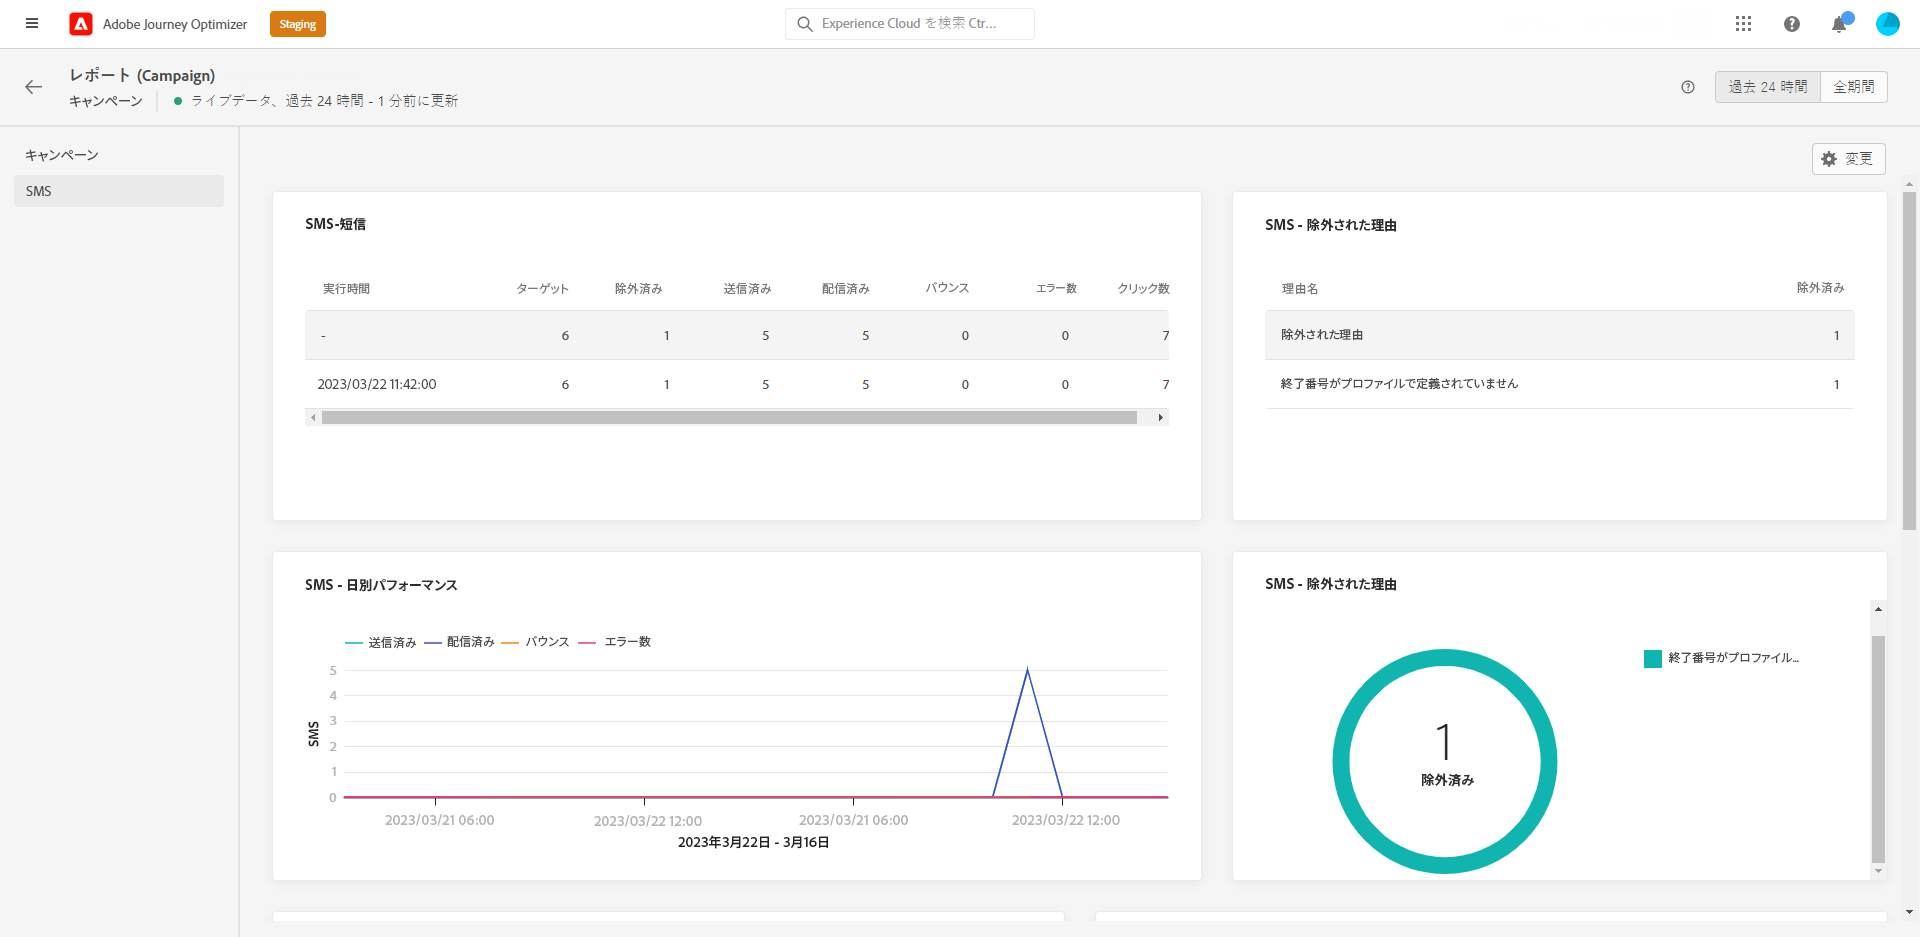 Adobe Journey Optimizer
Staging
Experience Cloud を検索 Ctr...
レポート (Campaign)
キャンペーン
ライブデータ、過去 24 時間 - 1 分前に更新
過去 24 時間
全期間
キャンペーン
SMS
変更
SMS-短信
実行時間 ターゲット 除外済み 送信済み 配信済み バウンス エラー数 クリック数
- 6 1 5 5 0 0 7
2023/03/22 11:42:00 6 1 5 5 0 0 7
SMS - 除外された理由
理由名 除外済み
除外された理由 1
終了番号がプロファイルで定義されていません 1
SMS - 日別パフォーマンス
送信済み 配信済み バウンス エラー数
5
4
3
2
1
0
SMS
2023/03/21 06:00 2023/03/22 12:00 2023/03/21 06:00 2023/03/22 12:00
2023年3月22日 - 3月16日
SMS - 除外された理由
1
除外済み
終了番号がプロファイル...